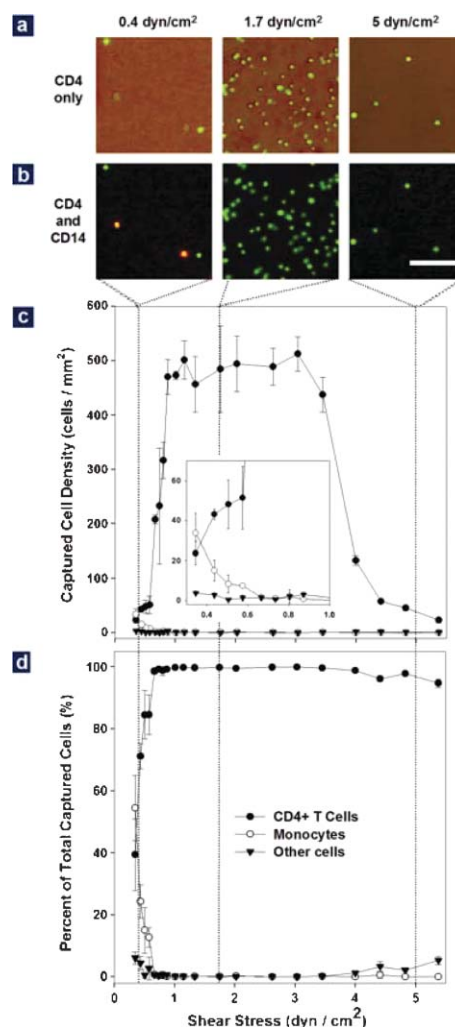 a
0.4 dyn/cm² 1.7 dyn/cm² 5 dyn/cm²
CD4
only
b
CD4
and
CD14
c
600
500
400
300
200
100
0
Captured Cell Density (cells / mm²)
60
40
20
0
0.4 0.6 0.8 1.0
d
100
80
60
40
20
0
Percent of Total Captured Cells (%)
CD4+ T Cells
Monocytes
Other cells
0 1 2 3 4 5
Shear Stress (dyn / cm²)